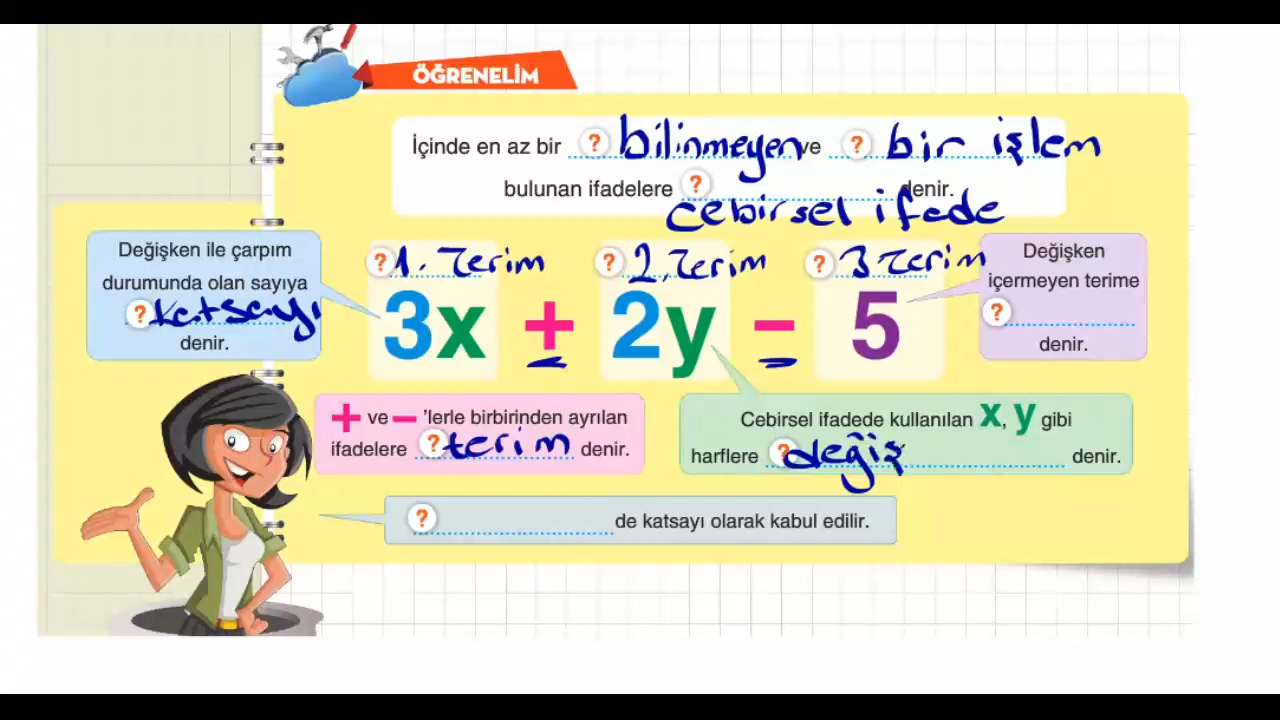 ÖĞRENELİM
İçinde en az bir ? bilinmeyen ve ? bir işlem
bulunan ifadelere ? cebirsel ifade denir.
Değişken ile çarpım
durumunda olan sayıya
? katsayı
denir.
? 1. Terim ? 2. Terim ? 3 Terim
3x + 2y - 5
Değişken
içermeyen terime
?
denir.
+ ve - 'lerle birbirinden ayrılan
ifadelere ? terim denir.
Cebirsel ifadede kullanılan x, y gibi
harflere ? değiş denir.
? de katsayı olarak kabul edilir.